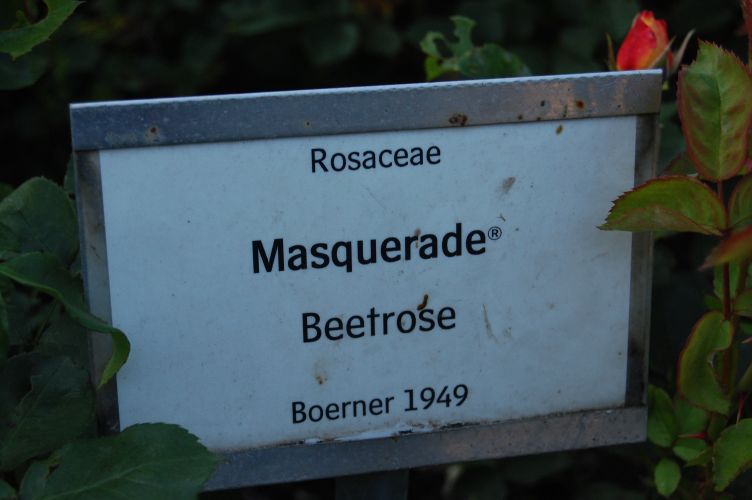 Rosaceae
Masquerade®
Beetrose
Boerner 1949